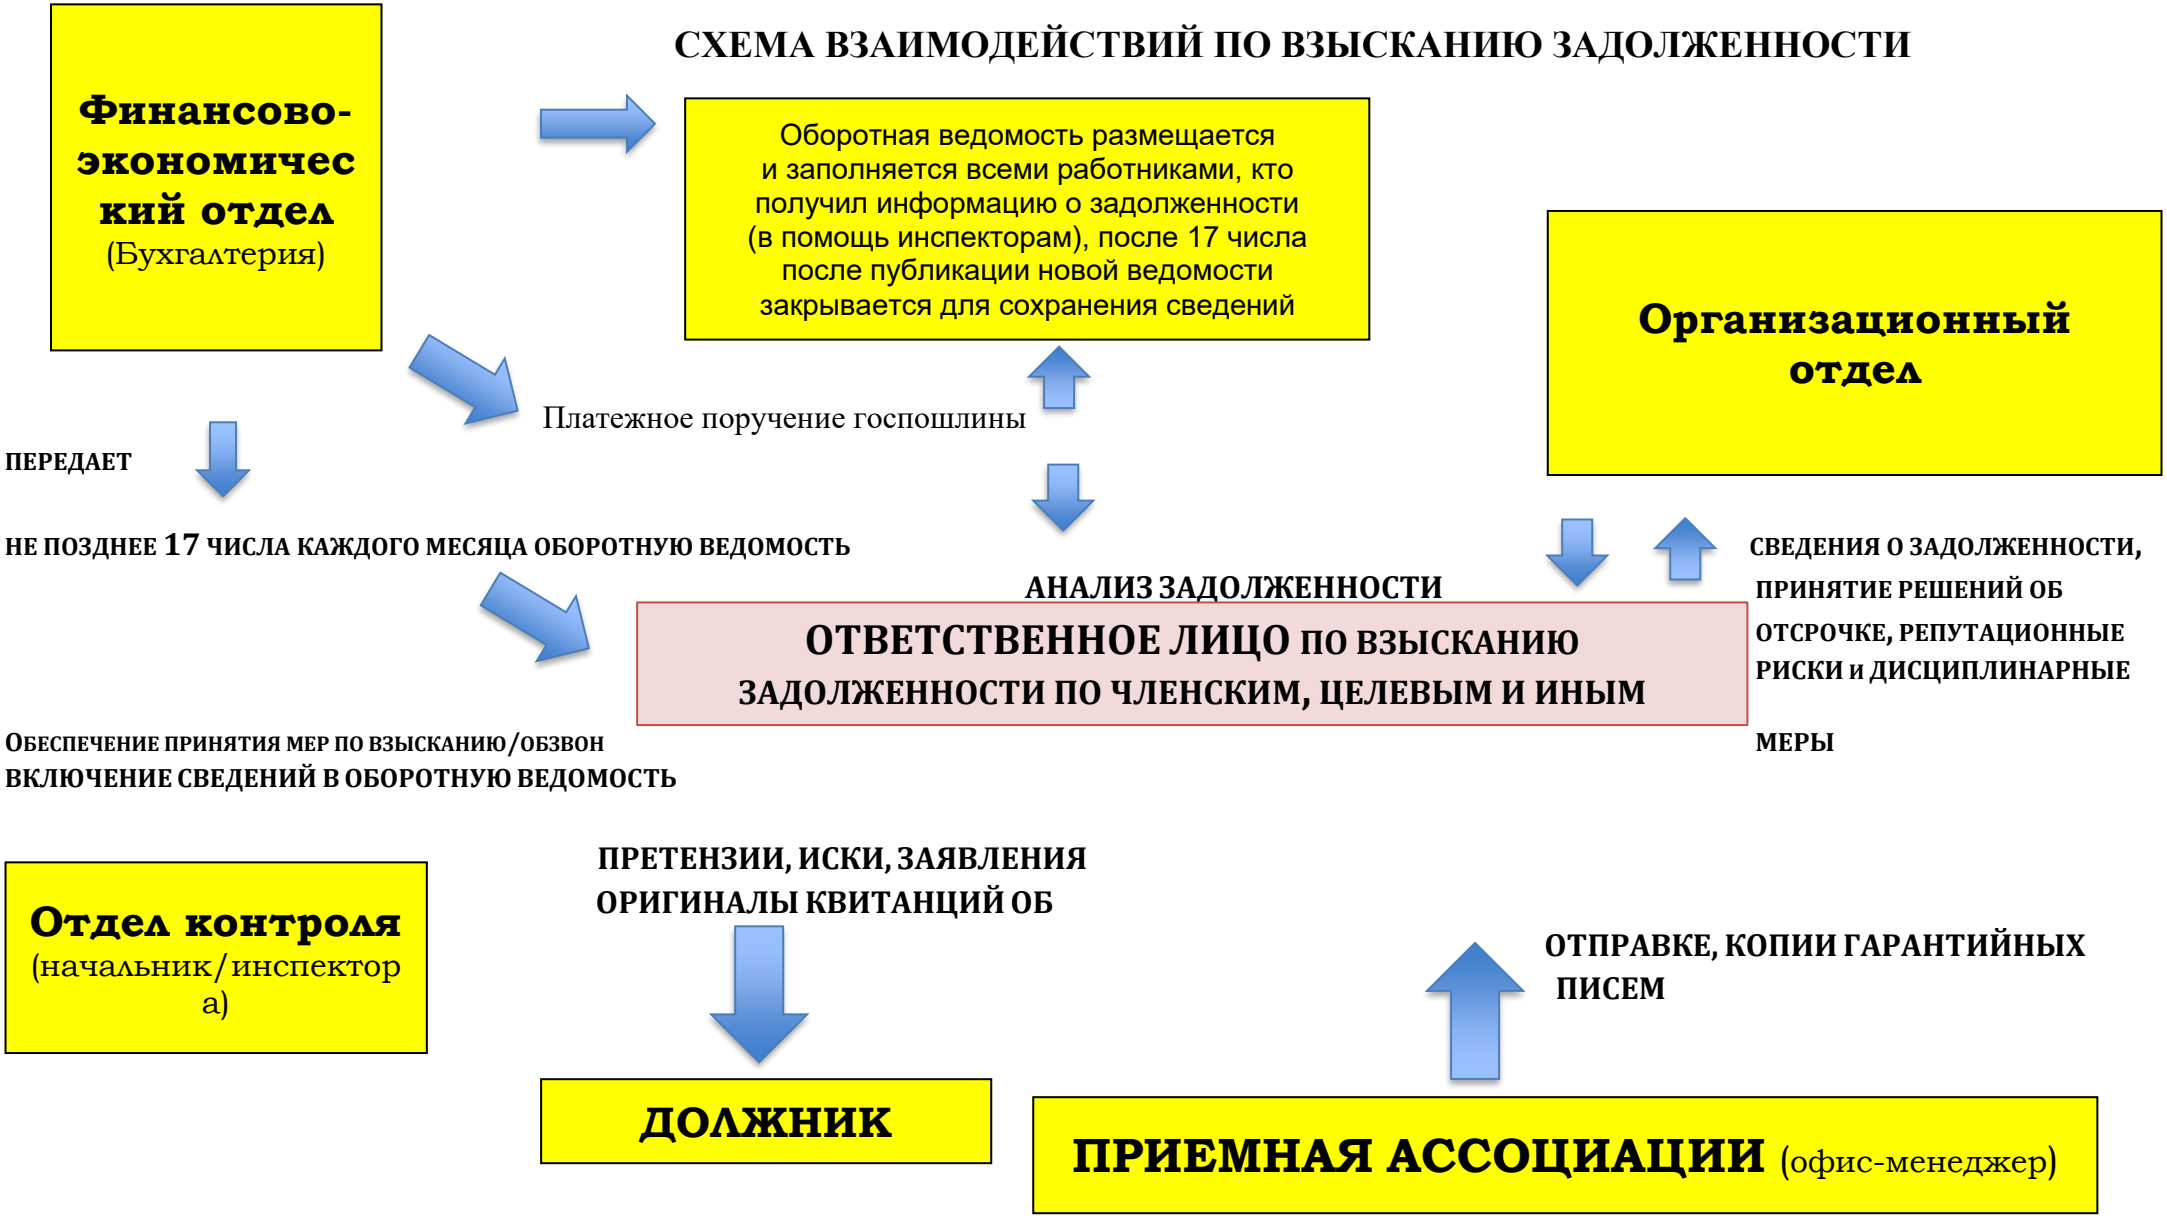 СХЕМА ВЗАИМОДЕЙСТВИЙ ПО ВЗЫСКАНИЮ ЗАДОЛЖЕННОСТИ
Финансово-
экономичес
кий отдел
(Бухгалтерия)
Оборотная ведомость размещается
и заполняется всеми работниками, кто
получил информацию о задолженности
(в помощь инспекторам), после 17 числа
после публикации новой ведомости
закрывается для сохранения сведений
Организационный
отдел
Платежное поручение госпошлины
ПЕРЕДАЕТ
НЕ ПОЗДНЕЕ 17 ЧИСЛА КАЖДОГО МЕСЯЦА ОБОРОТНУЮ ВЕДОМОСТЬ
АНАЛИЗ ЗАДОЛЖЕННОСТИ
СВЕДЕНИЯ О ЗАДОЛЖЕННОСТИ,
ПРИНЯТИЕ РЕШЕНИЙ ОБ
ОТСРОЧКЕ, РЕПУТАЦИОННЫЕ
РИСКИ и ДИСЦИПЛИНАРНЫЕ
МЕРЫ
ОТВЕТСТВЕННОЕ ЛИЦО ПО ВЗЫСКАНИЮ
ЗАДОЛЖЕННОСТИ ПО ЧЛЕНСКИМ, ЦЕЛЕВЫМ И ИНЫМ
ОБЕСПЕЧЕНИЕ ПРИНЯТИЯ МЕР ПО ВЗЫСКАНИЮ/ОБЗВОН
ВКЛЮЧЕНИЕ СВЕДЕНИЙ В ОБОРОТНУЮ ВЕДОМОСТЬ
Отдел контроля
(начальник/инспектор
а)
ПРЕТЕНЗИИ, ИСКИ, ЗАЯВЛЕНИЯ
ОРИГИНАЛЫ КВИТАНЦИЙ ОБ
ОТПРАВКЕ, КОПИИ ГАРАНТИЙНЫХ
ПИСЕМ
ДОЛЖНИК
ПРИЕМНАЯ АССОЦИАЦИИ (офис-менеджер)